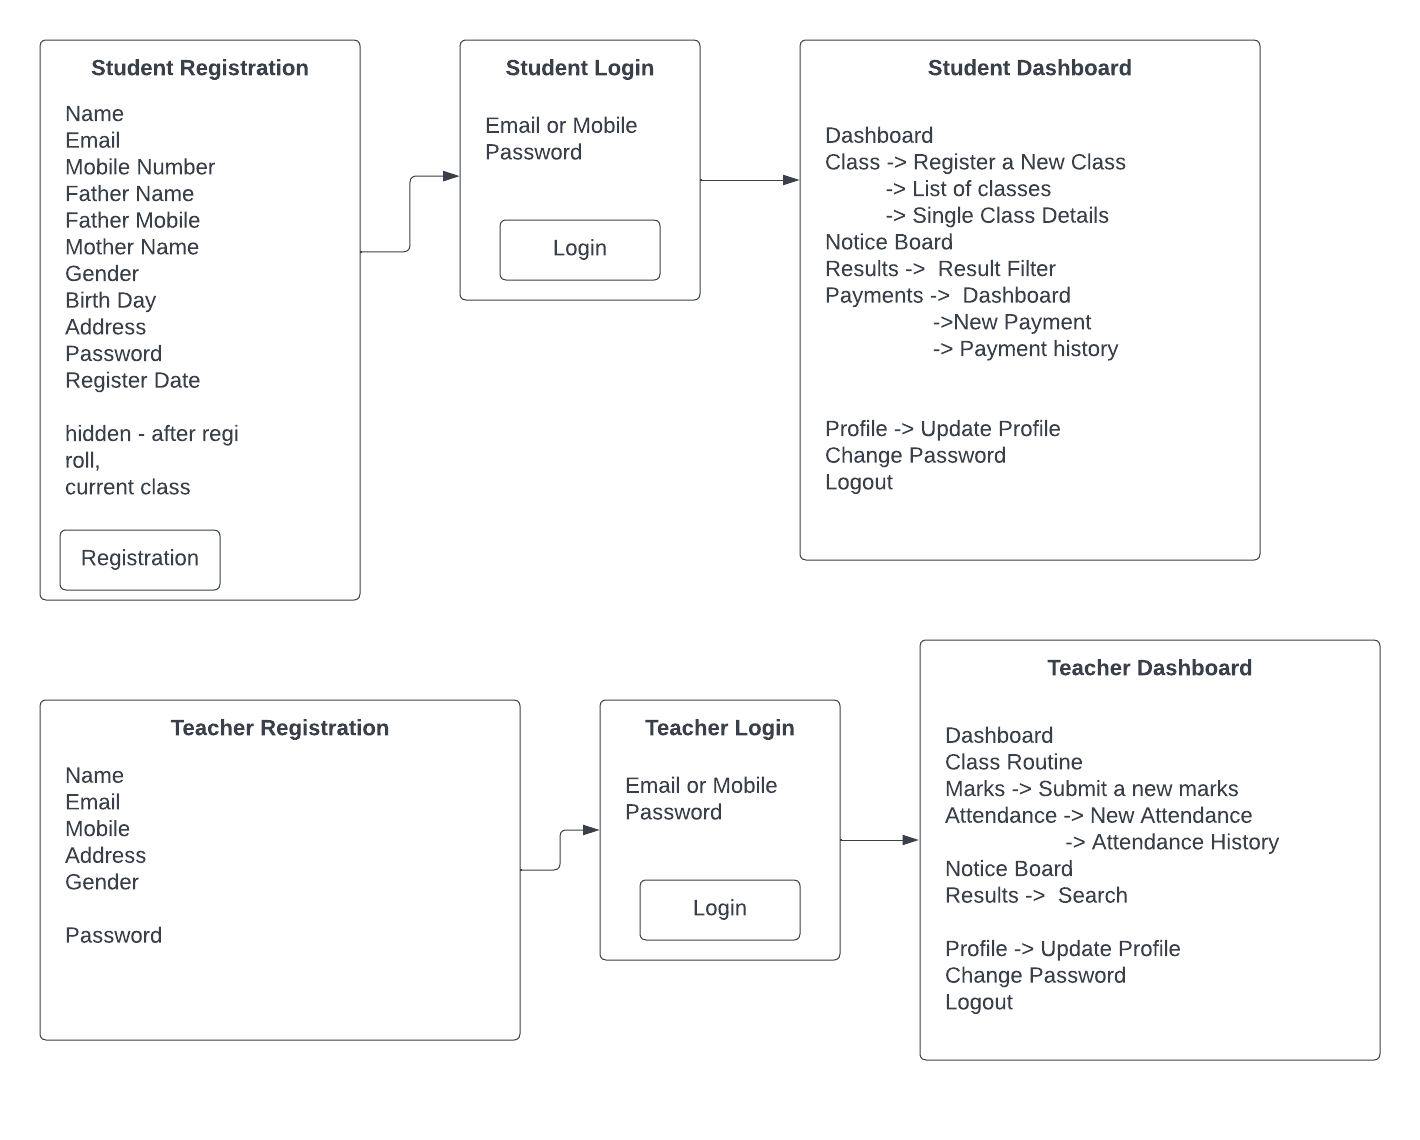 Student Registration
Name
Email
Mobile Number
Father Name
Father Mobile
Mother Name
Gender
Birth Day
Address
Password
Register Date
hidden - after regi
roll,
current class
Registration
Student Login
Email or Mobile
Password
Login
Student Dashboard
Dashboard
Class -> Register a New Class
-> List of classes
-> Single Class Details
Notice Board
Results ->  Result Filter
Payments ->  Dashboard
->New Payment
-> Payment history
Profile -> Update Profile
Change Password
Logout
Teacher Registration
Name
Email
Mobile
Address
Gender
Password
Teacher Login
Email or Mobile
Password
Login
Teacher Dashboard
Dashboard
Class Routine
Marks -> Submit a new marks
Attendance -> New Attendance
-> Attendance History
Notice Board
Results ->  Search
Profile -> Update Profile
Change Password
Logout